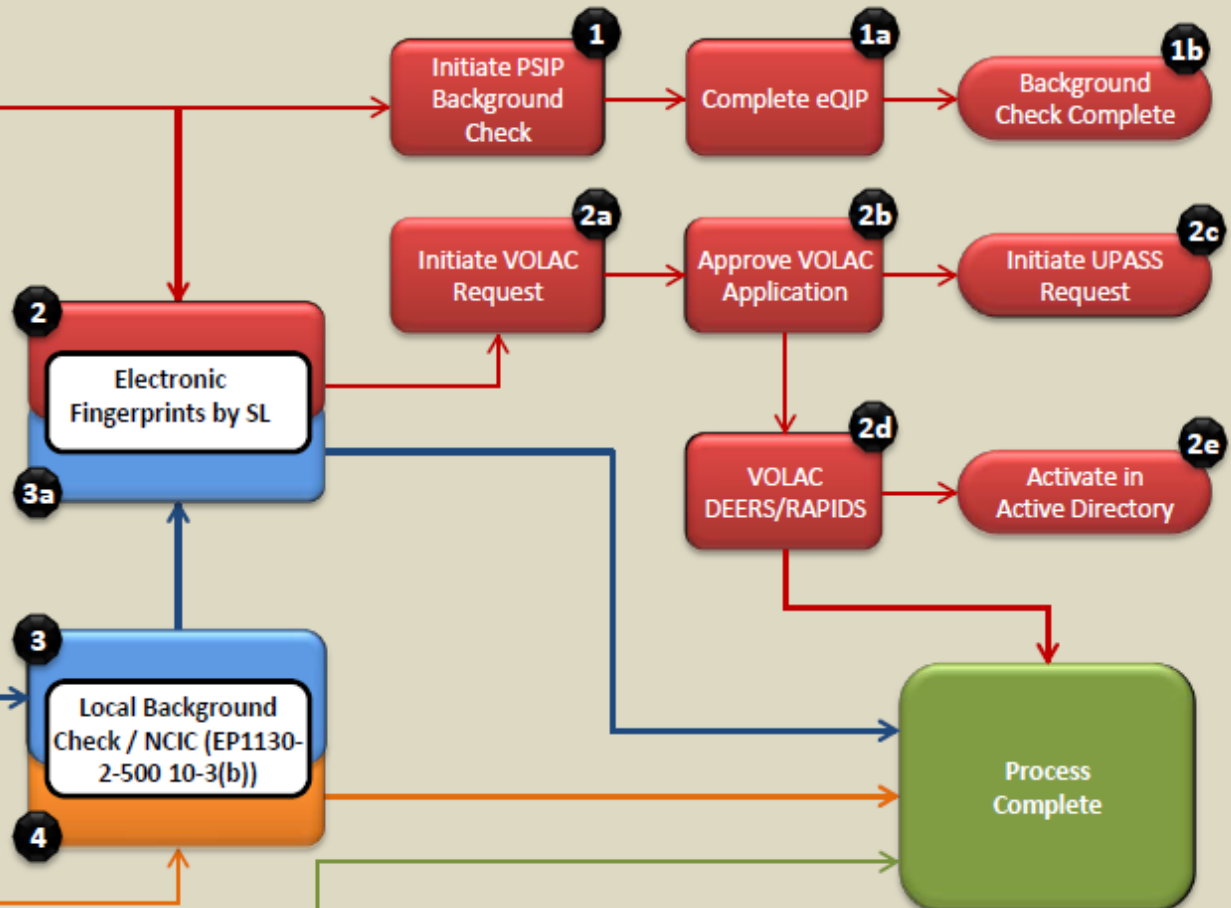 1
Initiate PSIP
Background
Check
1a
Complete eQIP
1b
Background
Check Complete
2a
Initiate VOLAC
Request
2b
Approve VOLAC
Application
2c
Initiate UPASS
Request
2
Electronic
Fingerprints by SL
3a
2d
VOLAC
DEERS/RAPIDS
2e
Activate in
Active Directory
3
Local Background
Check / NCIC (EP1130-
2-500 10-3(b))
4
Process
Complete